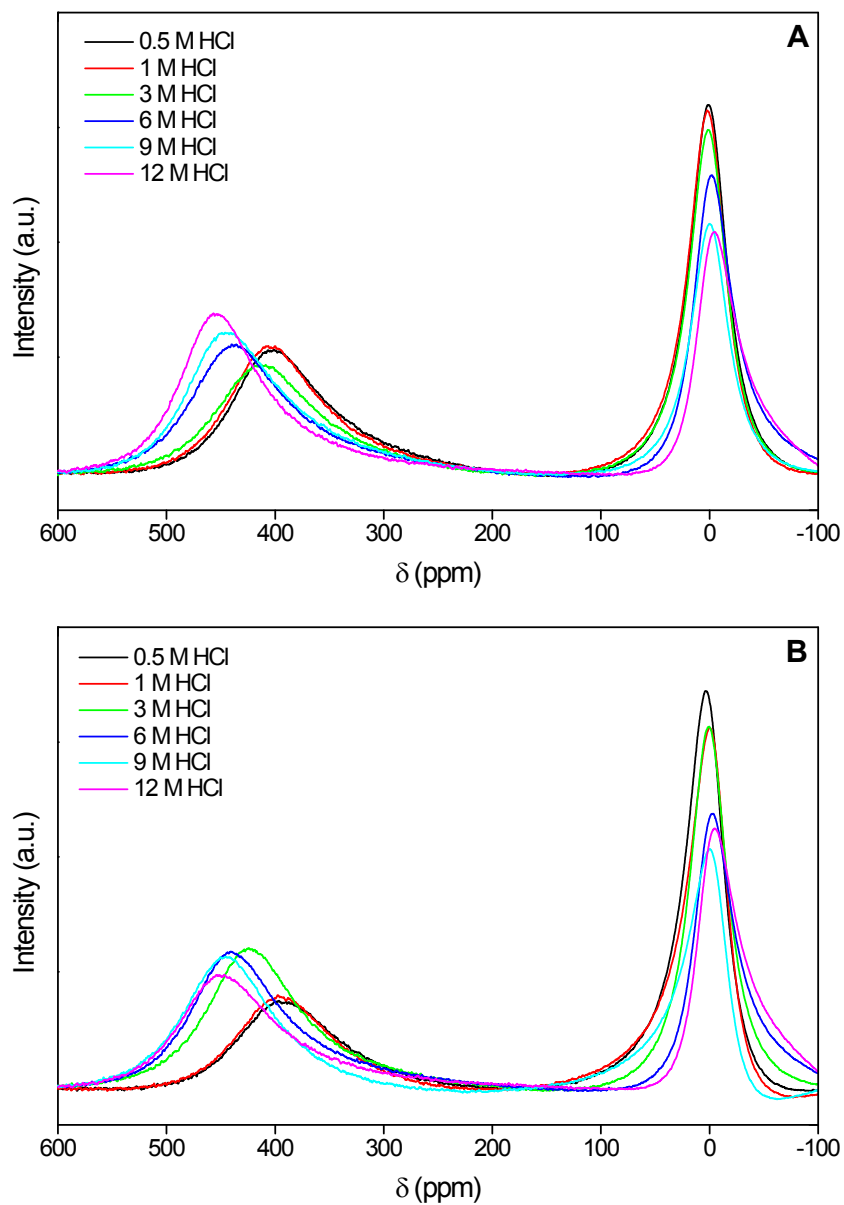 A
0.5 M HCl
1 M HCl
3 M HCl
6 M HCl
9 M HCl
12 M HCl
Intensity (a.u.)
600 500 400 300 200 100 0 -100
δ (ppm)
B
0.5 M HCl
1 M HCl
3 M HCl
6 M HCl
9 M HCl
12 M HCl
Intensity (a.u.)
600 500 400 300 200 100 0 -100
δ (ppm)